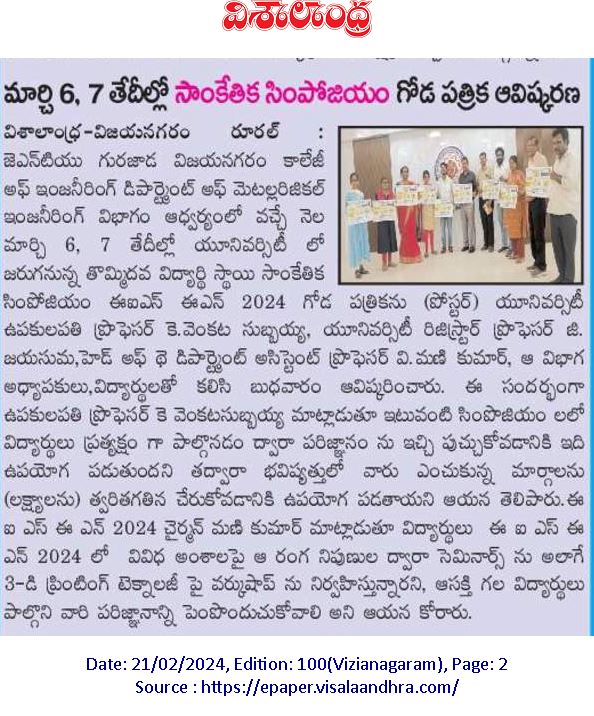 విశాలాంధ్ర
మార్చి 6, 7 తేదీల్లో సాంకేతిక సింపోజియం గోడ పత్రిక ఆవిష్కరణ
విశాలాంధ్ర-విజయనగరం రూరల్ :
జెఎన్‌టియు గురజాడ విజయనగరం కాలేజీ
ఆఫ్ ఇంజనీరింగ్ డిపార్ట్మెంట్ ఆఫ్ మెటల్లరిజికల్
ఇంజనీరింగ్ విభాగం ఆధ్వర్యంలో వచ్చే నెల
మార్చి 6, 7 తేదీల్లో యూనివర్సిటీ లో
జరుగనున్న తొమ్మిదవ విద్యార్థి స్థాయి సాంకేతిక
సింపోజియం ఈఐఎస్ ఈఎన్ 2024 గోడ పత్రికను (పోస్టర్) యూనివర్సిటీ
ఉపకులపతి ప్రొఫెసర్ కె.వెంకట సుబ్బయ్య, యూనివర్సిటీ రిజిస్ట్రార్ ప్రొఫెసర్ జి.
జయసుమ,హెడ్ ఆఫ్ థె డిపార్ట్మెంట్ అసిస్టెంట్ ప్రొఫెసర్ వి.మణి కుమార్, ఆ విభాగ
అధ్యాపకులు,విద్యార్థులతో కలిసి బుధవారం ఆవిష్కరించారు. ఈ సందర్భంగా
ఉపకులపతి ప్రొఫెసర్ కె వెంకటసుబ్బయ్య మాట్లాడుతూ ఇటువంటి సింపోజియం లలో
విద్యార్థులు ప్రత్యక్షం గా పాల్గొనడం ద్వారా పరిజ్ఞానం ను ఇచ్చి పుచ్చుకోవడానికి ఇది
ఉపయోగ పడుతుందని తద్వారా భవిష్యత్తులో వారు ఎంచుకున్న మార్గాలను
(లక్ష్యాలను) త్వరితగతిన చేరుకోవడానికి ఉపయోగ పడతాయని ఆయన తెలిపారు.ఈ
ఐ ఎస్ ఈ ఎన్ 2024 చైర్మన్ మణి కుమార్ మాట్లాడుతూ విద్యార్థులు ఈ ఐ ఎస్ ఈ
ఎన్ 2024 లో వివిధ అంశాలపై ఆ రంగ నిపుణుల ద్వారా సెమినార్స్ ను అలాగే
3-డి ప్రింటింగ్ టెక్నాలజీ పై వర్కుషాప్ ను నిర్వహిస్తున్నారని, ఆసక్తి గల విద్యార్థులు
పాల్గొని వారి పరిజ్ఞానాన్ని పెంపొందుచుకోవాలి అని ఆయన కోరారు.
Date: 21/02/2024, Edition: 100(Vizianagaram), Page: 2
Source : https://epaper.visalaandhra.com/